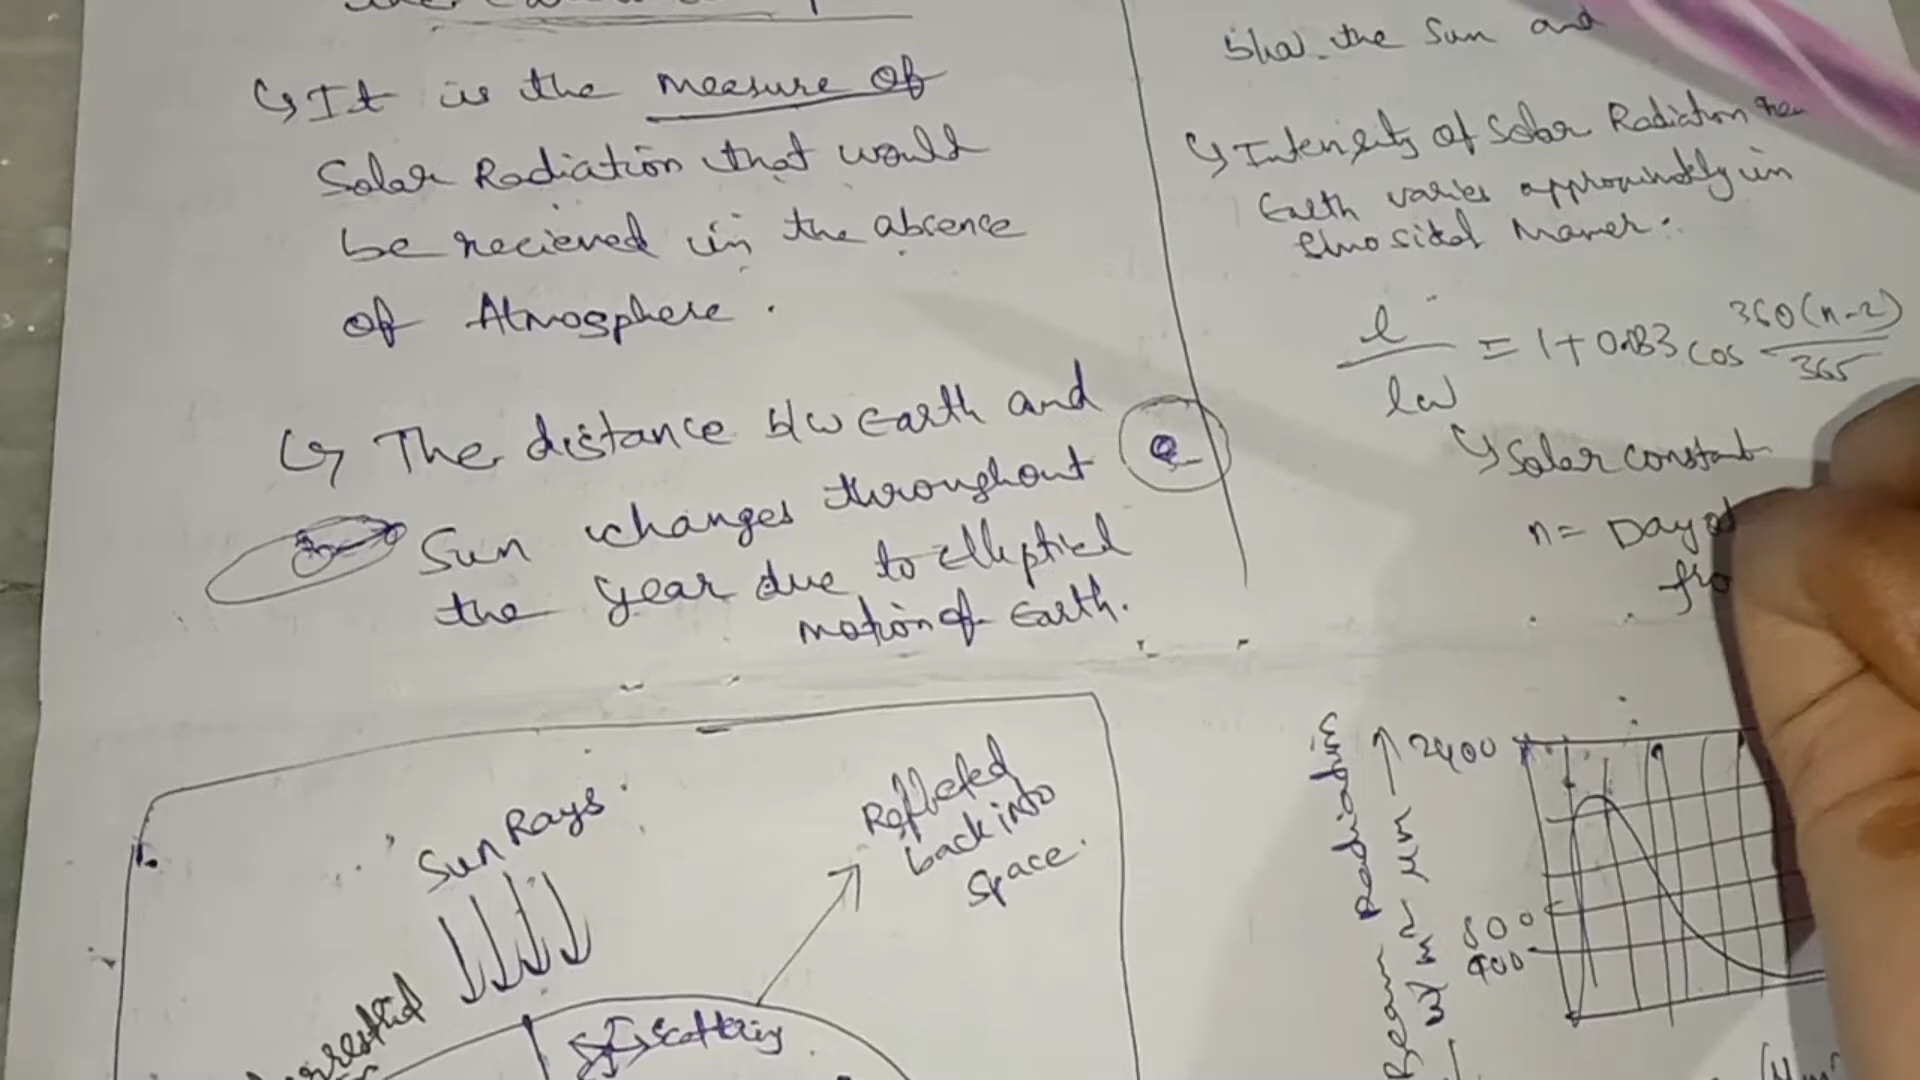 ↳ It is the measure of
Solar Radiation that would
be recieved in the absence
of Atmosphere.
↳ The distance b/w Earth and
Sun changes throughout
the year due to elliptical
motion of Earth.
Sun Rays
Reflected
back into
space.
Scattering
the Sun and
↳ Intensity of Solar Radiation
Earth varies approximately in
Manner:
= 1 + 0.033 cos 360(n-2)
365
↳ Solar constant
n = Day of
2400
800
400
Beam Radiation
W/m² µm →